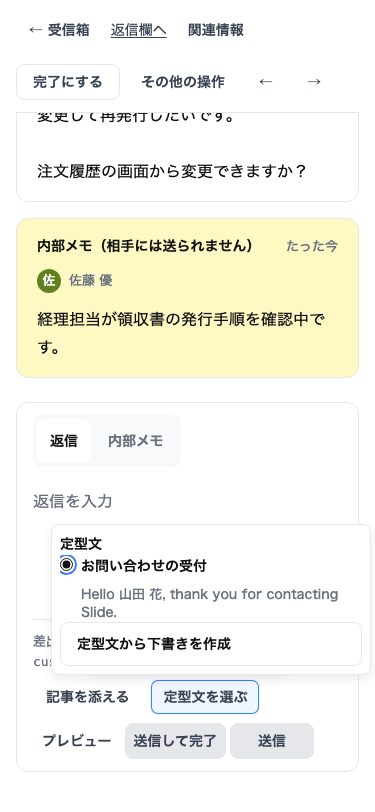 ← 受信箱 返信欄へ 関連情報
完了にする その他の操作 ← →
変更して再発行したいです。
注文履歴の画面から変更できますか？
内部メモ（相手には送られません） たった今
佐 佐藤 優
経理担当が領収書の発行手順を確認中で
す。
返信 内部メモ
返信を入力
定型文
お問い合わせの受付
Hello 山田 花, thank you for contacting
Slide.
定型文から下書きを作成
差出
cus
記事を添える 定型文を選ぶ
プレビュー 送信して完了 送信